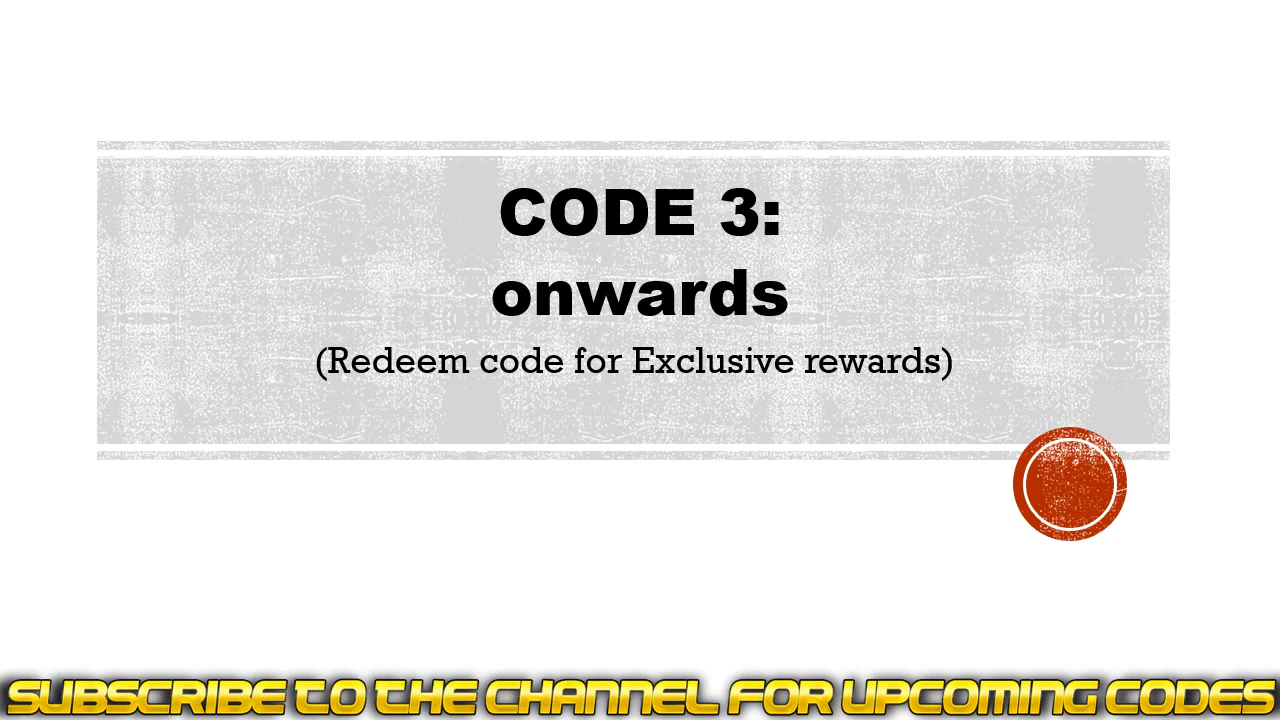 CODE 3:
onwards
(Redeem code for Exclusive rewards)
SUBSCRIBE TO THE CHANNEL FOR UPCOMING CODES